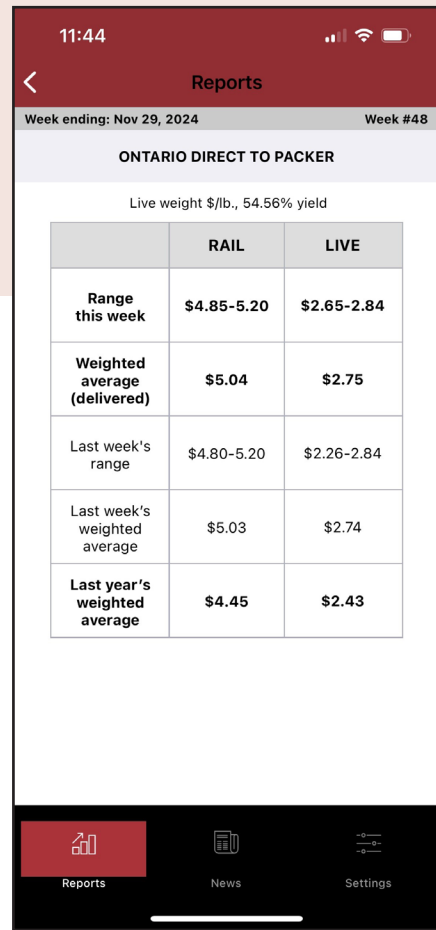 11:44
Reports
Week ending: Nov 29, 2024 Week #48
ONTARIO DIRECT TO PACKER
Live weight $/lb., 54.56% yield
RAIL LIVE
Range
this week
$4.85-5.20 $2.65-2.84
Weighted
average
(delivered)
$5.04 $2.75
Last week's
range
$4.80-5.20 $2.26-2.84
Last week’s
weighted
average
$5.03 $2.74
Last year’s
weighted
average
$4.45 $2.43
Reports News Settings